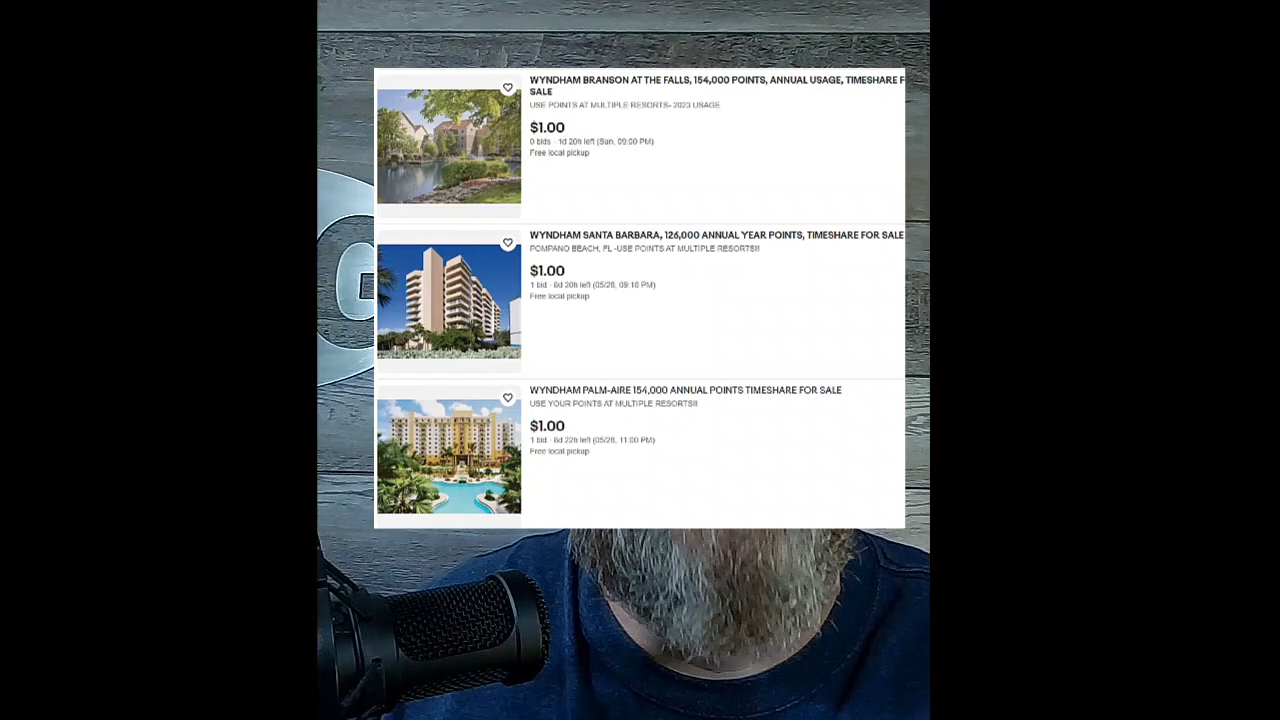 WYNDHAM BRANSON AT THE FALLS, 154,000 POINTS, ANNUAL USAGE, TIMESHARE F
SALE
USE POINTS AT MULTIPLE RESORTS- 2023 USAGE
$1.00
0 bids · 1d 20h left (Sun, 09:00 PM)
Free local pickup
WYNDHAM SANTA BARBARA, 126,000 ANNUAL YEAR POINTS, TIMESHARE FOR SALE
POMPANO BEACH, FL -USE POINTS AT MULTIPLE RESORTS!!!
$1.00
1 bid · 6d 20h left (05/28, 09:10 PM)
Free local pickup
WYNDHAM PALM-AIRE 154,000 ANNUAL POINTS TIMESHARE FOR SALE
USE YOUR POINTS AT MULTIPLE RESORTS!!
$1.00
1 bid · 6d 22h left (05/28, 11:00 PM)
Free local pickup